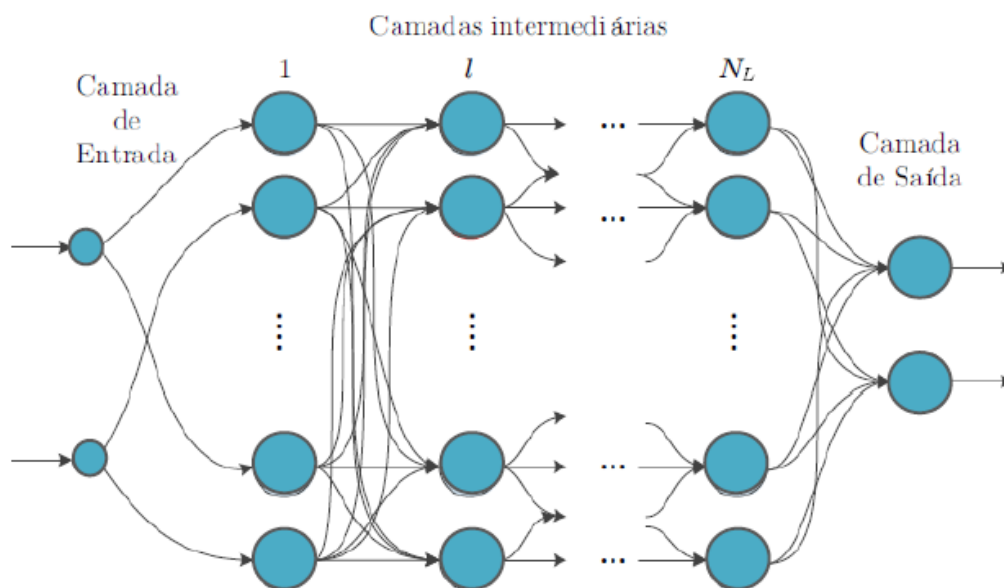 Camadas intermediárias
1 l N_L
Camada
de
Entrada
Camada
de Saída
...
...
...
...